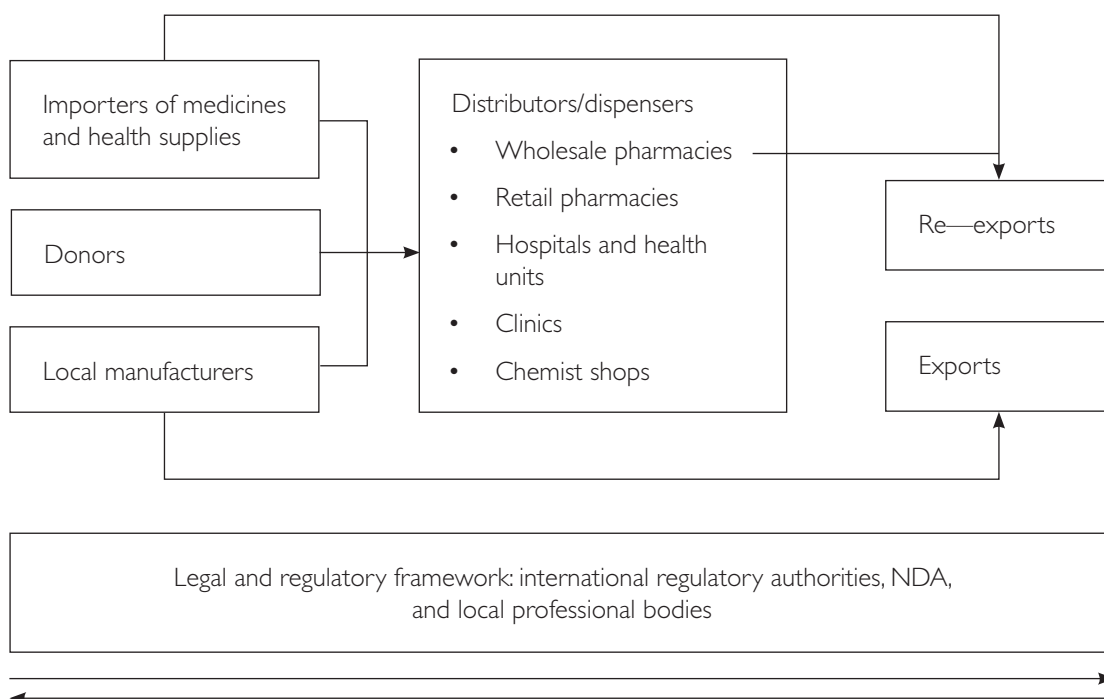 Importers of medicines
and health supplies
Donors
Local manufacturers
Distributors/dispensers
• Wholesale pharmacies
• Retail pharmacies
• Hospitals and health
units
• Clinics
• Chemist shops
Re—exports
Exports
Legal and regulatory framework: international regulatory authorities, NDA,
and local professional bodies